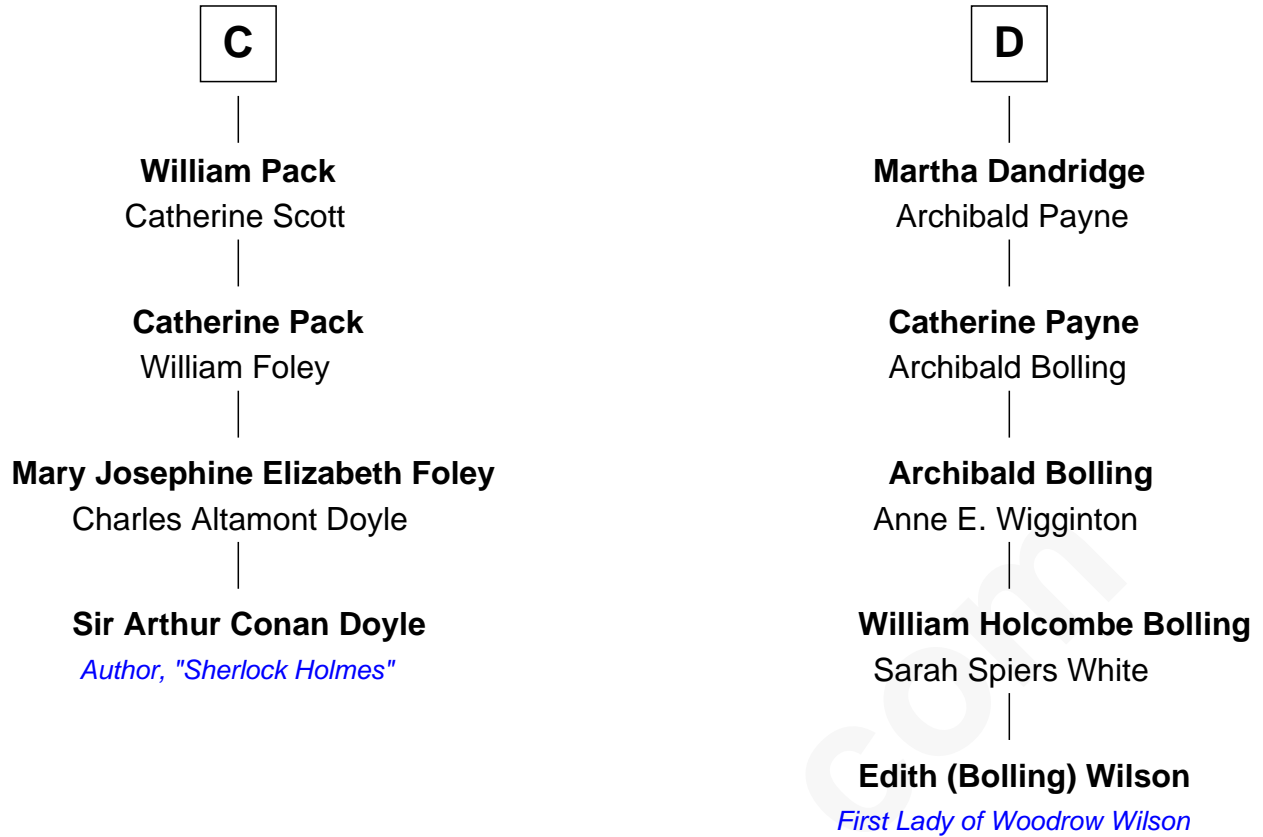 C
William Pack
Catherine Scott
Catherine Pack
William Foley
Mary Josephine Elizabeth Foley
Charles Altamont Doyle
Sir Arthur Conan Doyle
Author, "Sherlock Holmes"
D
Martha Dandridge
Archibald Payne
Catherine Payne
Archibald Bolling
Archibald Bolling
Anne E. Wigginton
William Holcombe Bolling
Sarah Spiers White
Edith (Bolling) Wilson
First Lady of Woodrow Wilson
com